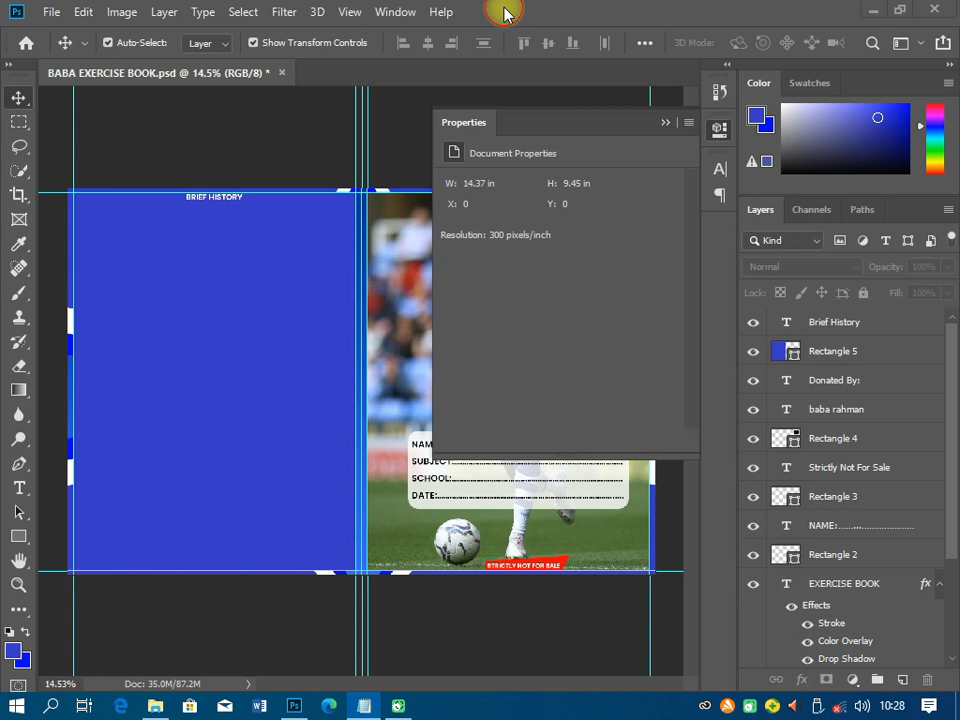 File Edit Image Layer Type Select Filter 3D View Window Help
Auto-Select: Layer Show Transform Controls 3D Mode:
BABA EXERCISE BOOK.psd @ 14.5% (RGB/8) *
Color Swatches
Properties
Document Properties
W: 14.37 in H: 9.45 in
X: 0 Y: 0
Resolution: 300 pixels/inch
BRIEF HISTORY
NAM
SUBJECT:
SCHOOL:
DATE:
STRICTLY NOT FOR SALE
Layers Channels Paths
Kind
Normal Opacity: 100%
Lock: Fill: 100%
Brief History
Rectangle 5
Donated By:
baba rahman
Rectangle 4
Strictly Not For Sale
Rectangle 3
NAME:
Rectangle 2
EXERCISE BOOK fx
Effects
Stroke
Color Overlay
Drop Shadow
14.53% Doc: 35.0M/87.2M
10:28